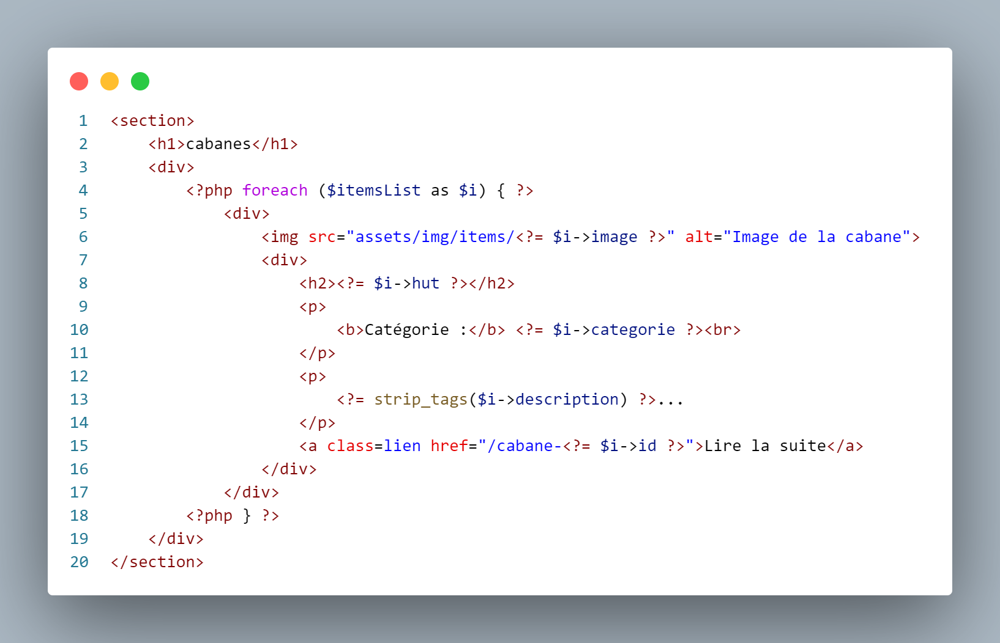 1 <section>
2 <h1>cabanes</h1>
3 <div>
4 <?php foreach ($itemsList as $i) { ?>
5 <div>
6 <img src="assets/img/items/<?= $i->image ?>" alt="Image de la cabane">
7 <div>
8 <h2><?= $i->hut ?></h2>
9 <p>
10 <b>Catégorie :</b> <?= $i->categorie ?><br>
11 </p>
12 <p>
13 <?= strip_tags($i->description) ?>...
14 </p>
15 <a class=lien href="/cabane-<?= $i->id ?>">Lire la suite</a>
16 </div>
17 </div>
18 <?php } ?>
19 </div>
20 </section>